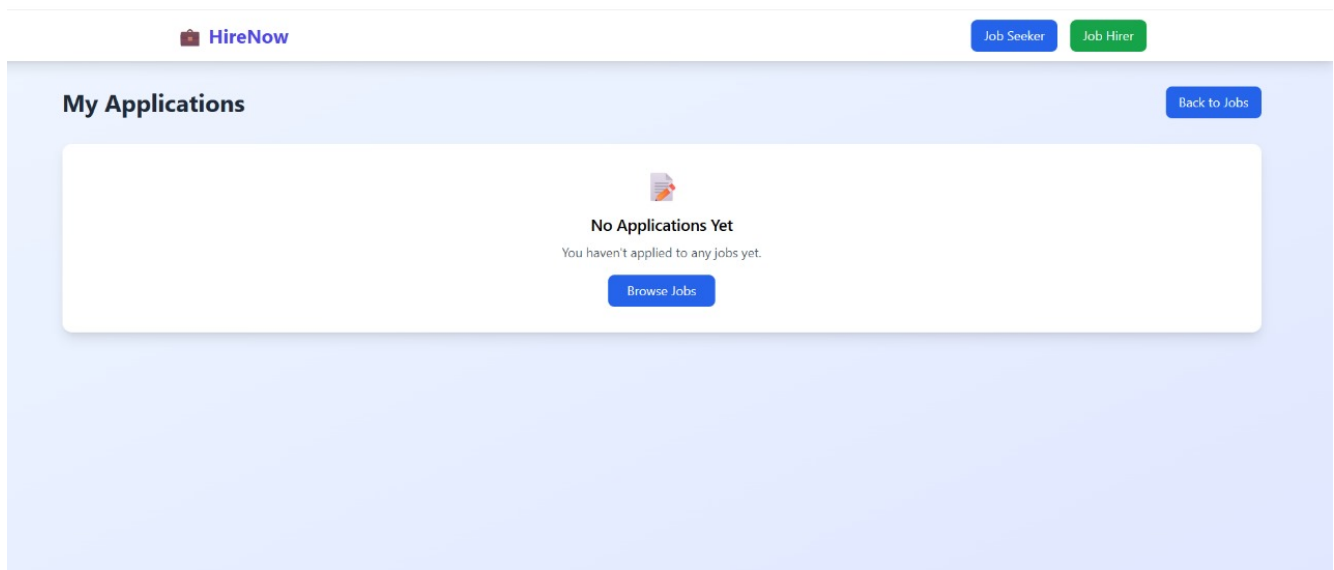 HireNow
Job Seeker
Job Hirer
My Applications
Back to Jobs
No Applications Yet
You haven't applied to any jobs yet.
Browse Jobs